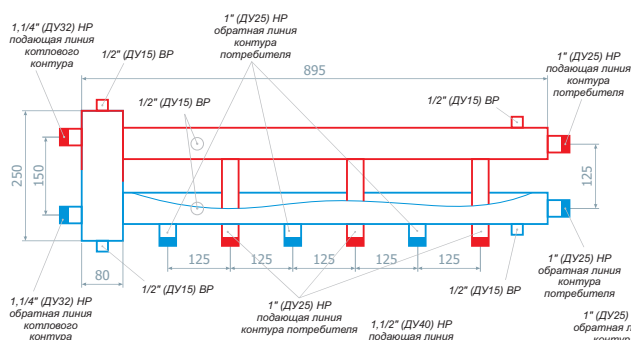 1" (ДУ25) НР
обратная линия
контура
потребителя
1,1/4" (ДУ32) НР
подающая линия
котлового
контура
1/2" (ДУ15) ВР
895
1" (ДУ25) НР
подающая линия
контура
потребителя
1/2" (ДУ15) ВР
1/2" (ДУ15) ВР
250
150
125
125
125
125
125
125
80
1/2" (ДУ15) ВР
1/2" (ДУ15) ВР
1" (ДУ25) НР
обратная линия
контура
потребителя
1,1/4" (ДУ32) НР
обратная линия
котлового
контура
1" (ДУ25) НР
подающая линия
контура потребителя
1,1/2" (ДУ40) НР
подающая линия
1" (ДУ25)
обратная л
конту